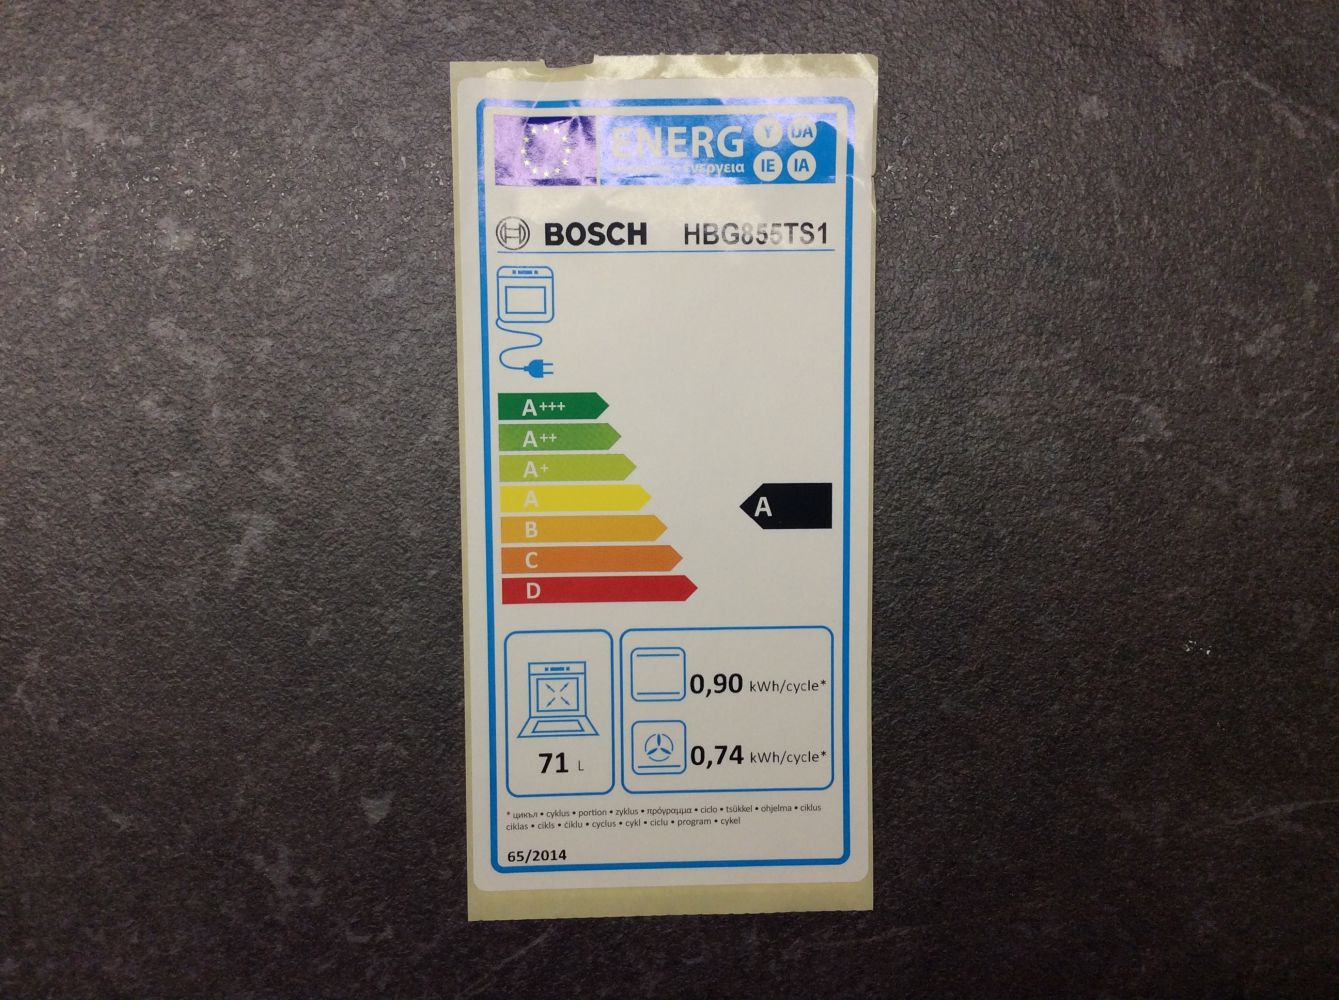 ENERG Y IJA
ενεργεια IE IA
BOSCH HBG855TS1
A+++
A++
A+
A
A
B
C
D
0,90 kWh/cycle*
71 L
0,74 kWh/cycle*
* цикъл • cyklus • portion • zyklus • πρόγραμμα • ciclo • tsükkel • ohjelma • ciklus
ciklas • cikls • ċiklu • cyclus • cykl • ciclu • program • cykel
65/2014